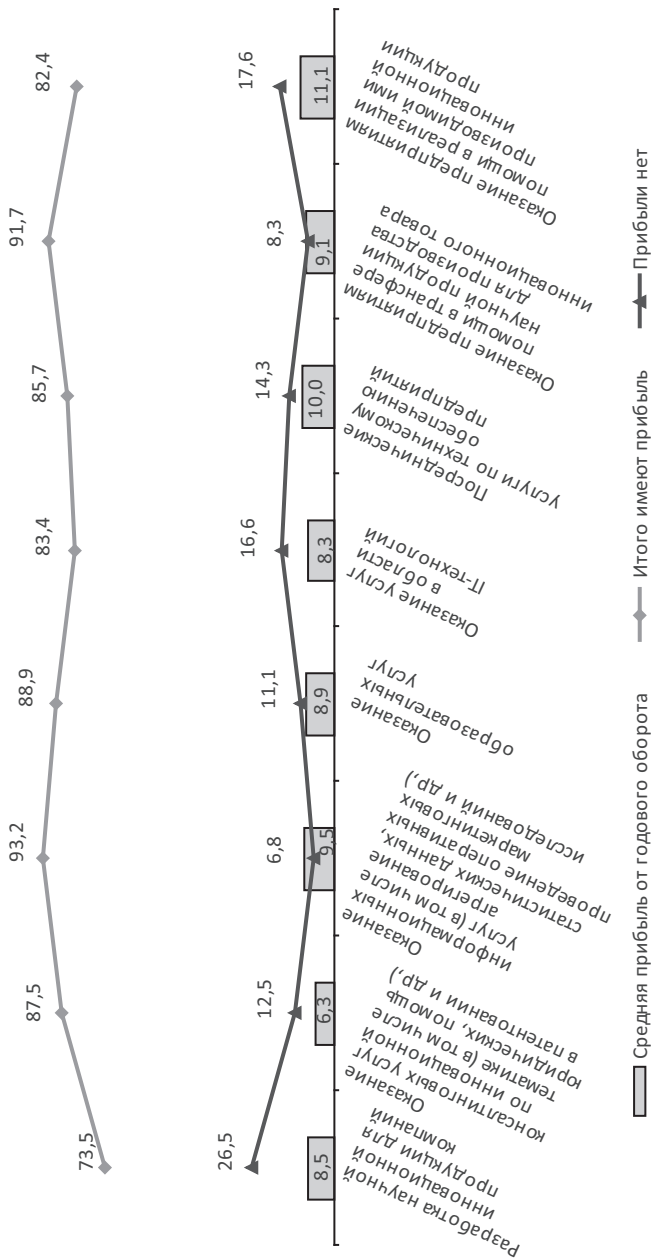 73,5
87,5
93,2
88,9
83,4
85,7
91,7
82,4
26,5
12,5
6,8
11,1
16,6
14,3
8,3
17,6
8,5
6,3
9,5
8,9
8,3
10,0
9,1
11,1
Разработка научной
инновационной
продукции для
компаний
Оказание
консалтинговых услуг
по инновационной
тематике (в том числе
юридических, помощь
в патентовании и др,)
Оказание
информационных
услуг (в том числе
агрегирование
статистических данных,
проведение оперативных
маркетинговых
исследований и др,)
Оказание
образовательных
услуг
Оказание услуг
в области
IT-технологий
Посреднические
услуги по техническому
обеспечению
предприятий
Оказание предприятиям
помощи в трансфере
научной продукции
для производства
инновационного товара
Оказание предприятиям
помощи в реализации
производимой ими
инновационной
продукции
Средняя прибыль от годового оборота
Итого имеют прибыль
Прибыли нет